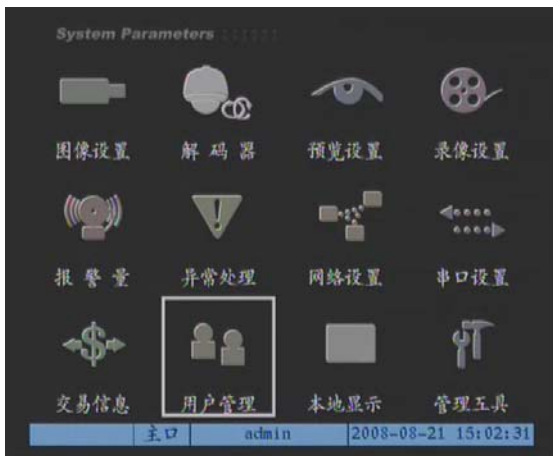 System Parameters
图像设置 解码器 预览设置 录像设置
报警量 异常处理 网络设置 串口设置
交易信息 用户管理 本地显示 管理工具
主口 admin 2008-08-21 15:02:31